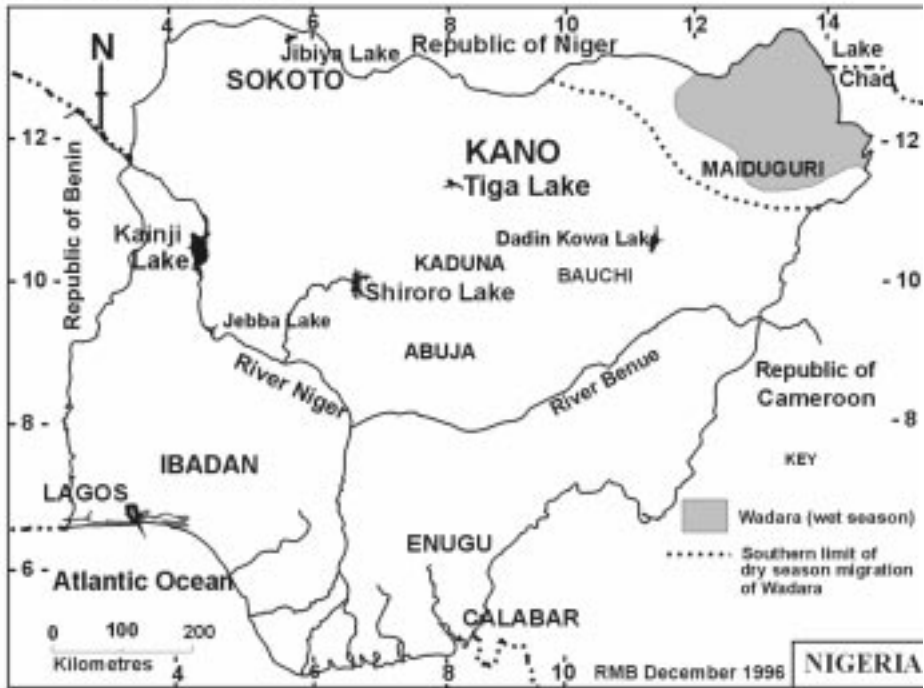 4
6
8
10
12
14
N
Jibiya Lake
Republic of Niger
Lake
Chad
SOKOTO
12 -
- 12
KANO
Tiga Lake
MAIDUGURI
Republic of Benin
Kainji
Lake
Dadin Kowa Lake
KADUNA
BAUCHI
10 -
- 10
Shiroro Lake
Jebba Lake
ABUJA
River Niger
River Benue
Republic of
Cameroon
8 -
- 8
KEY
IBADAN
LAGOS
Wadara (wet season)
ENUGU
Southern limit of
dry season migration
of Wadara
6 -
Atlantic Ocean
CALABAR
0 100 200
Kilometres
4
6
8
10
RMB December 1996
NIGERIA